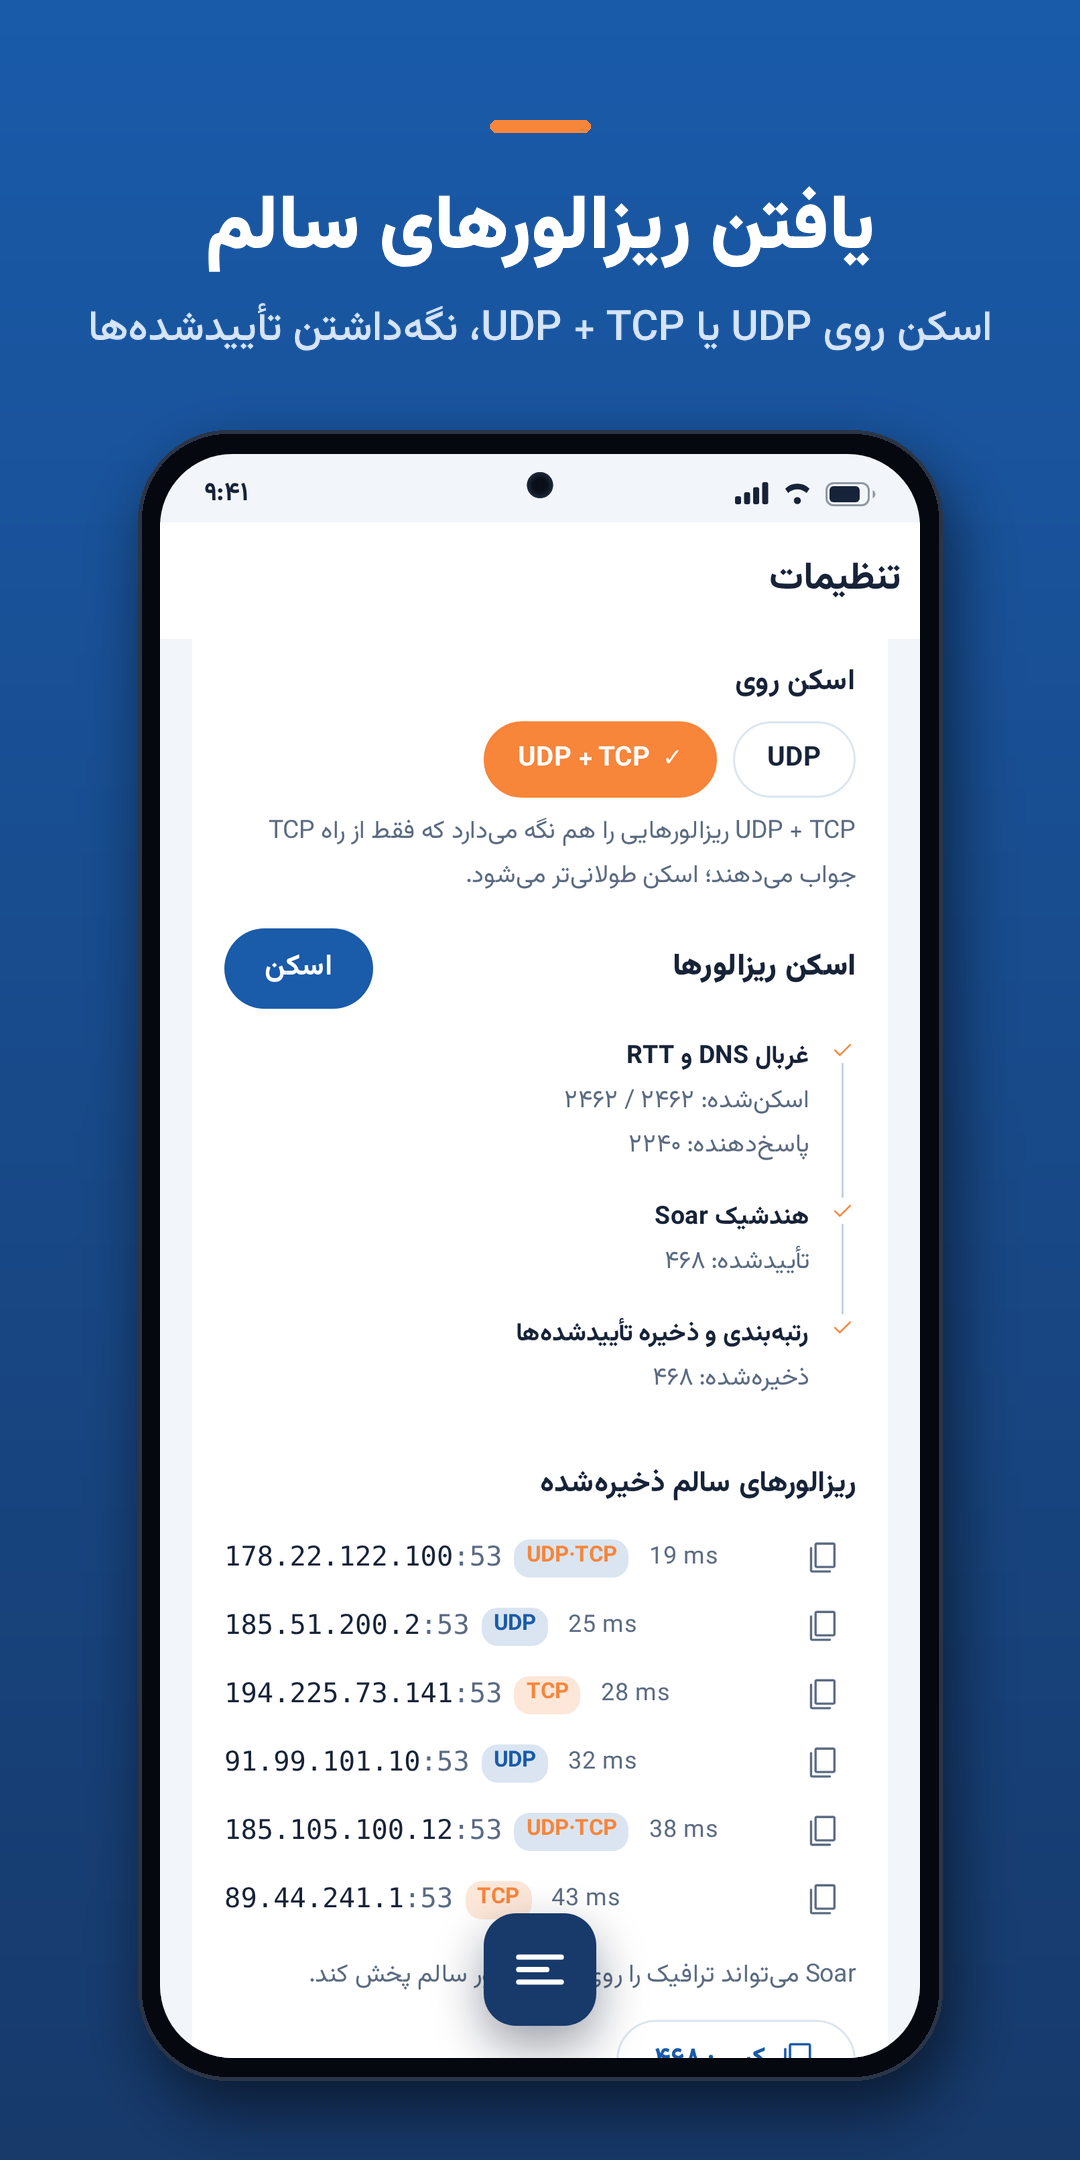 یافتن ریزالورهای سالم
اسکن روی UDP یا UDP + TCP، نگه‌داشتن تأییدشده‌ها
۹:۴۱
تنظیمات
اسکن روی
UDP
✓ UDP + TCP
UDP + TCP ریزالورهایی را هم نگه می‌دارد که فقط از راه TCP
جواب می‌دهند؛ اسکن طولانی‌تر می‌شود.
اسکن ریزالورها
اسکن
غربال DNS و RTT
اسکن‌شده: ۲۴۶۲ / ۲۴۶۲
پاسخ‌دهنده: ۲۲۴۰
هندشیک Soar
تأییدشده: ۴۶۸
رتبه‌بندی و ذخیره تأییدشده‌ها
ذخیره‌شده: ۴۶۸
ریزالورهای سالم ذخیره‌شده
178.22.122.100:53 UDP·TCP 19 ms
185.51.200.2:53 UDP 25 ms
194.225.73.141:53 TCP 28 ms
91.99.101.10:53 UDP 32 ms
185.105.100.12:53 UDP·TCP 38 ms
89.44.241.1:53 TCP 43 ms
Soar می‌تواند ترافیک را روی سالم پخش کند.
۴۶۸